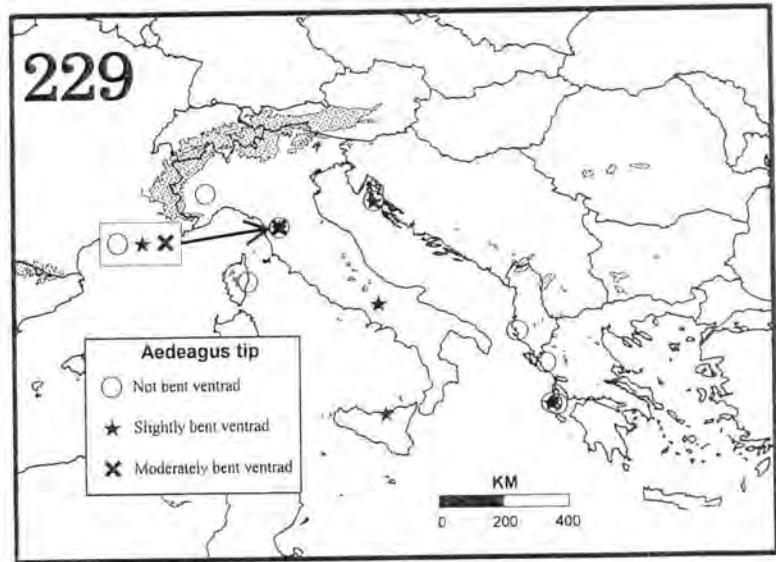 229
Aedeagus tip
Not bent ventrad
Slightly bent ventrad
Moderately bent ventrad
KM
0 200 400